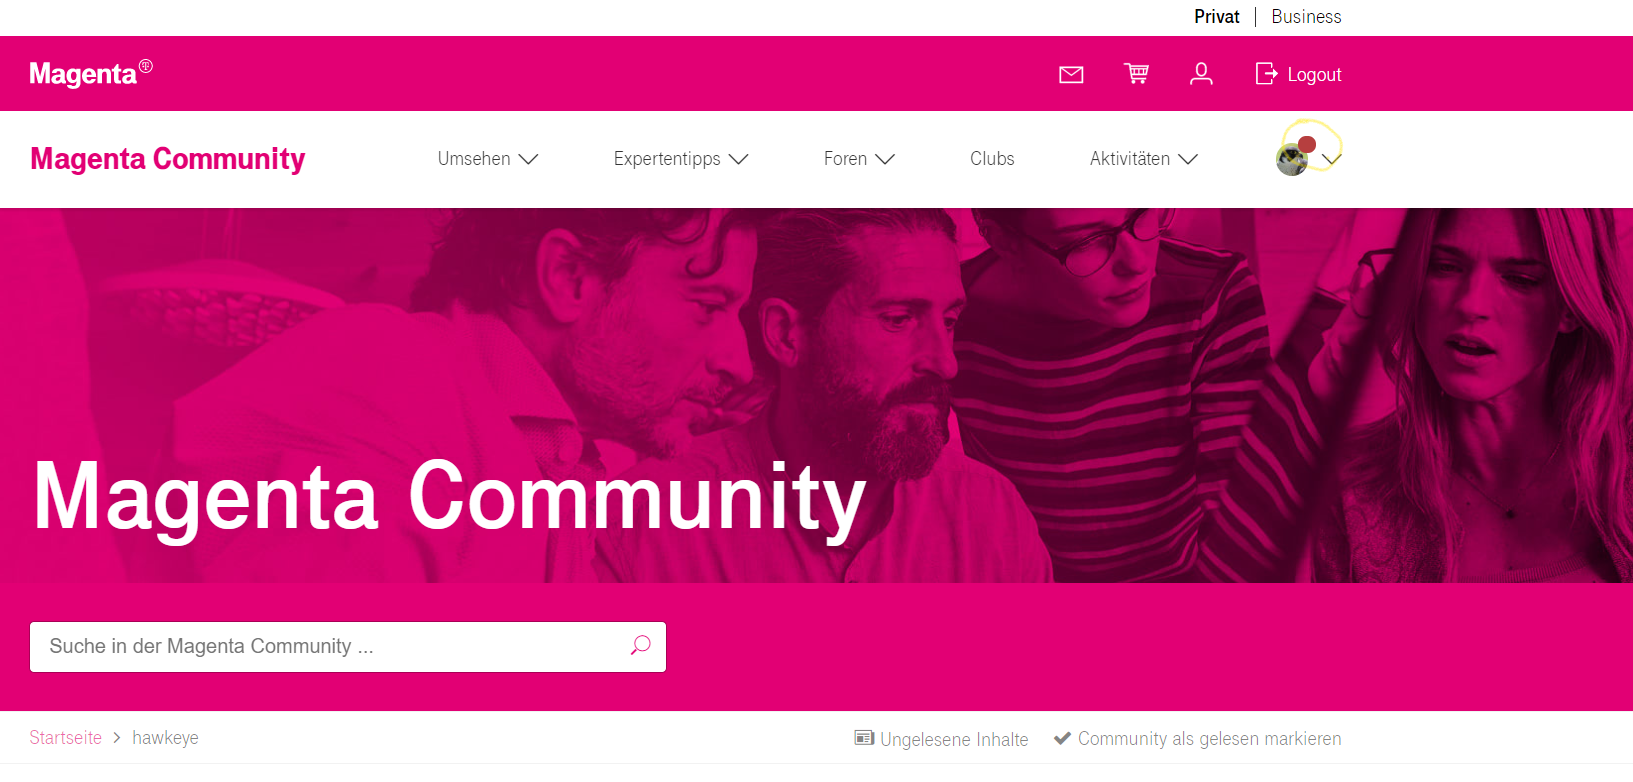 Privat | Business
Magenta
Logout
Magenta Community
Umsehen
Expertentipps
Foren
Clubs
Aktivitäten
Magenta Community
Suche in der Magenta Community ...
Startseite > hawkeye
Ungelesene Inhalte
Community als gelesen markieren